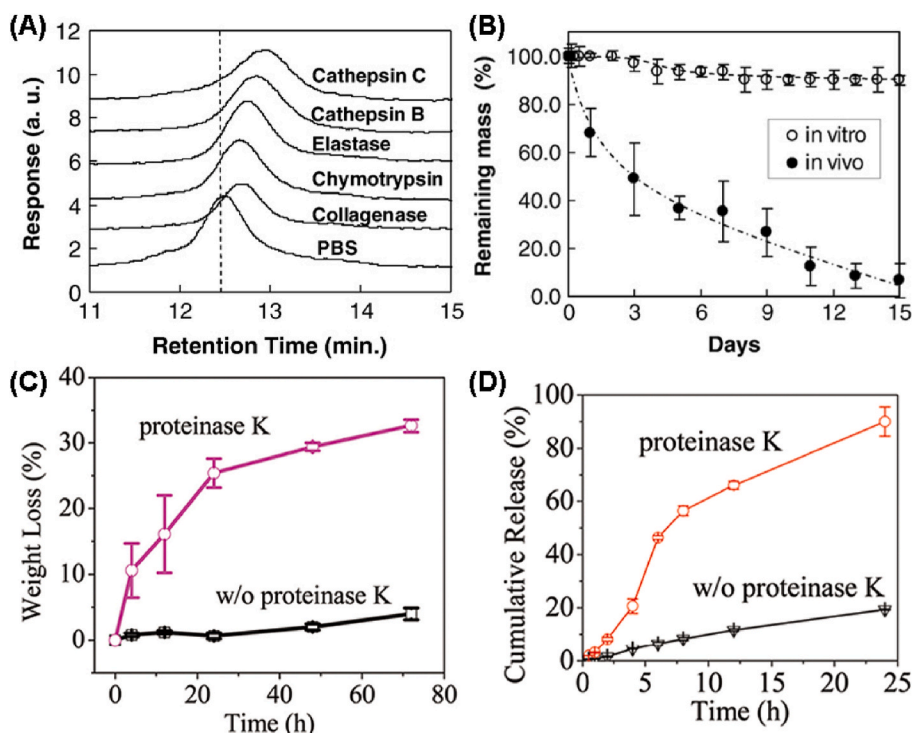 (A)
12
10
8
6
4
2
0
Response (a. u.)
Cathepsin C
Cathepsin B
Elastase
Chymotrypsin
Collagenase
PBS
11 12 13 14 15
Retention Time (min.)
(B)
100.0
80.0
60.0
40.0
20.0
0.0
Remaining mass (%)
in vitro
in vivo
0 3 6 9 12 15
Days
(C)
40
30
20
10
0
Weight Loss (%)
proteinase K
w/o proteinase K
0 20 40 60 80
Time (h)
(D)
100
80
60
40
20
0
Cumulative Release (%)
proteinase K
w/o proteinase K
0 5 10 15 20 25
Time (h)